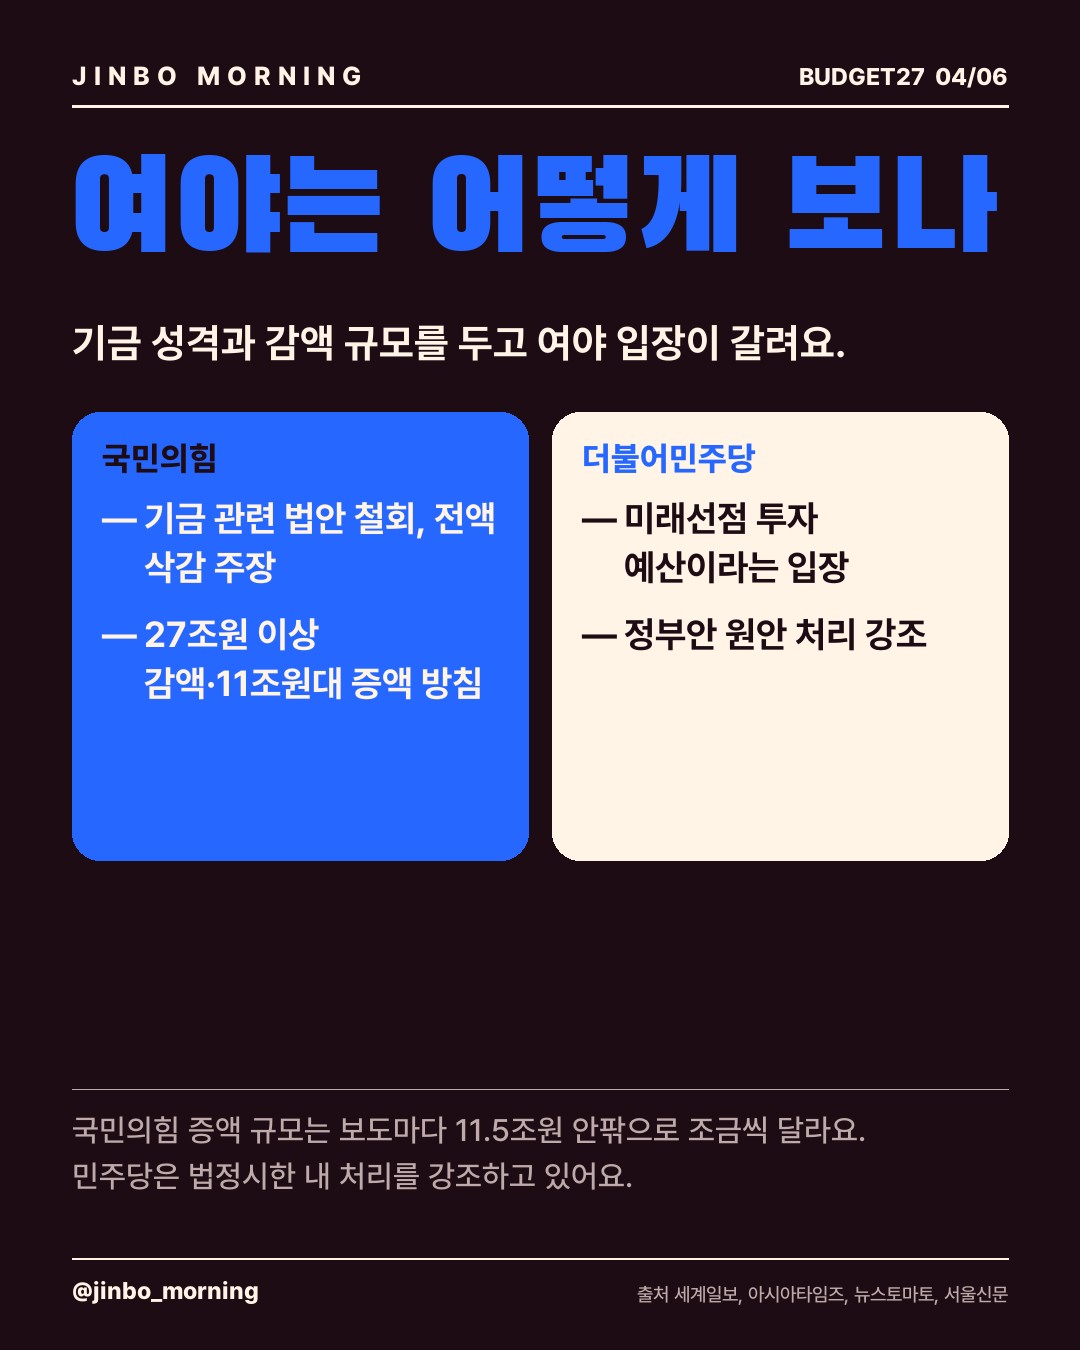 JINBO MORNING
BUDGET27 04/06
여야는 어떻게 보나
기금 성격과 감액 규모를 두고 여야 입장이 갈려요.
국민의힘
— 기금 관련 법안 철회, 전액
삭감 주장
— 27조원 이상
감액·11조원대 증액 방침
더불어민주당
— 미래선점 투자
예산이라는 입장
— 정부안 원안 처리 강조
국민의힘 증액 규모는 보도마다 11.5조원 안팎으로 조금씩 달라요.
민주당은 법정시한 내 처리를 강조하고 있어요.
@jinbo_morning
출처 세계일보, 아시아타임즈, 뉴스토마토, 서울신문